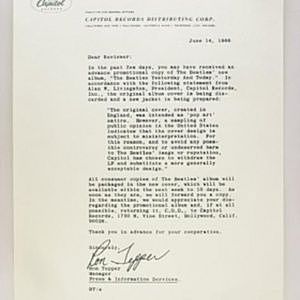 Capitol
RECORDS
CAPITOL RECORDS DISTRIBUTING CORP.
June 14, 1966
Dear Reviewer:
In the past few days, you may have received an
advance promotional copy of The Beatles' new
album, "The Beatles Yesterday And Today". In
accordance with the following statement from
Alan W. Livingston, President, Capitol Records,
Inc., the original album cover is being dis-
carded and a new jacket is being prepared:
"The original cover, created in
England, was intended as 'pop art'
satire. However, a sampling of
public opinion in the United States
indicates that the cover design is
subject to misinterpretation. For
this reason, and to avoid any possi-
ble controversy or undeserved harm
to The Beatles' image or reputation,
Capitol has chosen to withdraw the
LP and substitute a more generally
acceptable design."
All consumer copies of The Beatles' album will
be packaged in the new cover, which will be
available within the next week to 10 days. As
soon as they are, we will forward you a copy.
In the meantime, we would appreciate your dis-
regarding the promotional album and, if at all
possible, returning it, C.O.D., to Capitol
Records, 1750 N. Vine Street, Hollywood, Calif.
90028.
Thank you in advance for your cooperation.
Sincerely,
Ron Tepper
Ron Tepper
Manager
Press & Information Services
RT:s